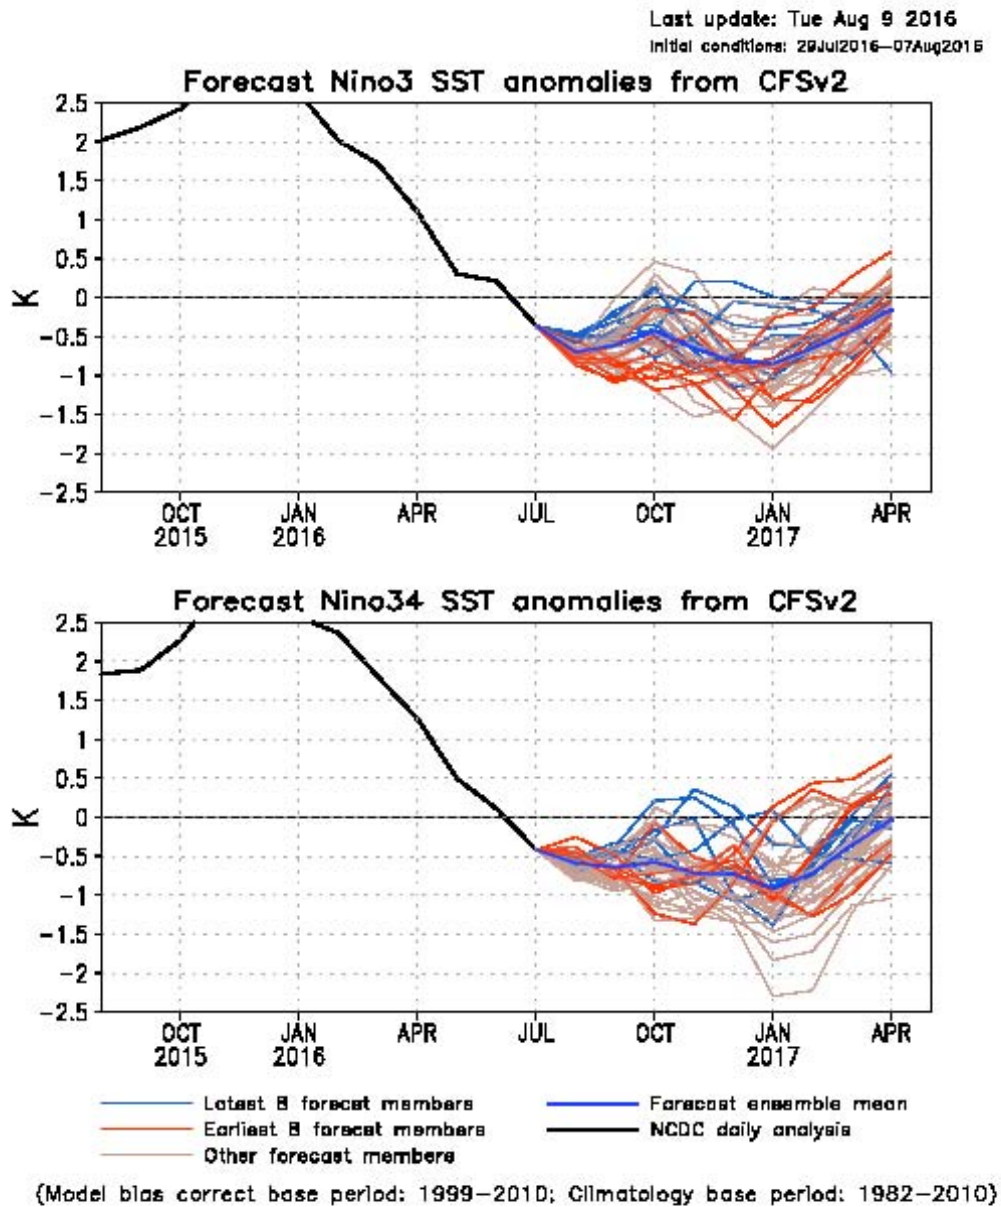 Last update: Tue Aug 9 2016
Initial conditions: 29Jul2016-07Aug2016
Forecast Nino3 SST anomalies from CFSv2
2.5
2
1.5
1
0.5
0
-0.5
-1
-1.5
-2
-2.5
K
OCT JAN APR JUL OCT JAN APR
2015 2016 2017
Forecast Nino34 SST anomalies from CFSv2
2.5
2
1.5
1
0.5
0
-0.5
-1
-1.5
-2
-2.5
K
OCT JAN APR JUL OCT JAN APR
2015 2016 2017
Latest 8 forecast members Forecast ensemble mean
Earliest 8 forecast members NCDC daily analysis
Other forecast members
(Model bias correct base period: 1999-2010; Climatology base period: 1982-2010)